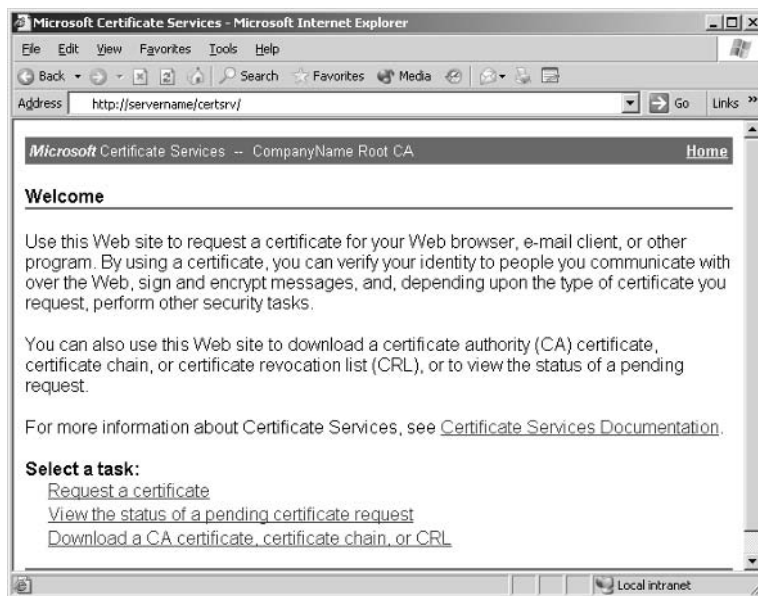 Microsoft Certificate Services - Microsoft Internet Explorer
File Edit View Favorites Tools Help
Back Search Favorites Media
Address http://servername/certsrv/ Go Links »
Microsoft Certificate Services -- CompanyName Root CA Home
Welcome
Use this Web site to request a certificate for your Web browser, e-mail client, or other
program. By using a certificate, you can verify your identity to people you communicate with
over the Web, sign and encrypt messages, and, depending upon the type of certificate you
request, perform other security tasks.
You can also use this Web site to download a certificate authority (CA) certificate,
certificate chain, or certificate revocation list (CRL), or to view the status of a pending
request.
For more information about Certificate Services, see Certificate Services Documentation.
Select a task:
Request a certificate
View the status of a pending certificate request
Download a CA certificate, certificate chain, or CRL
Local intranet